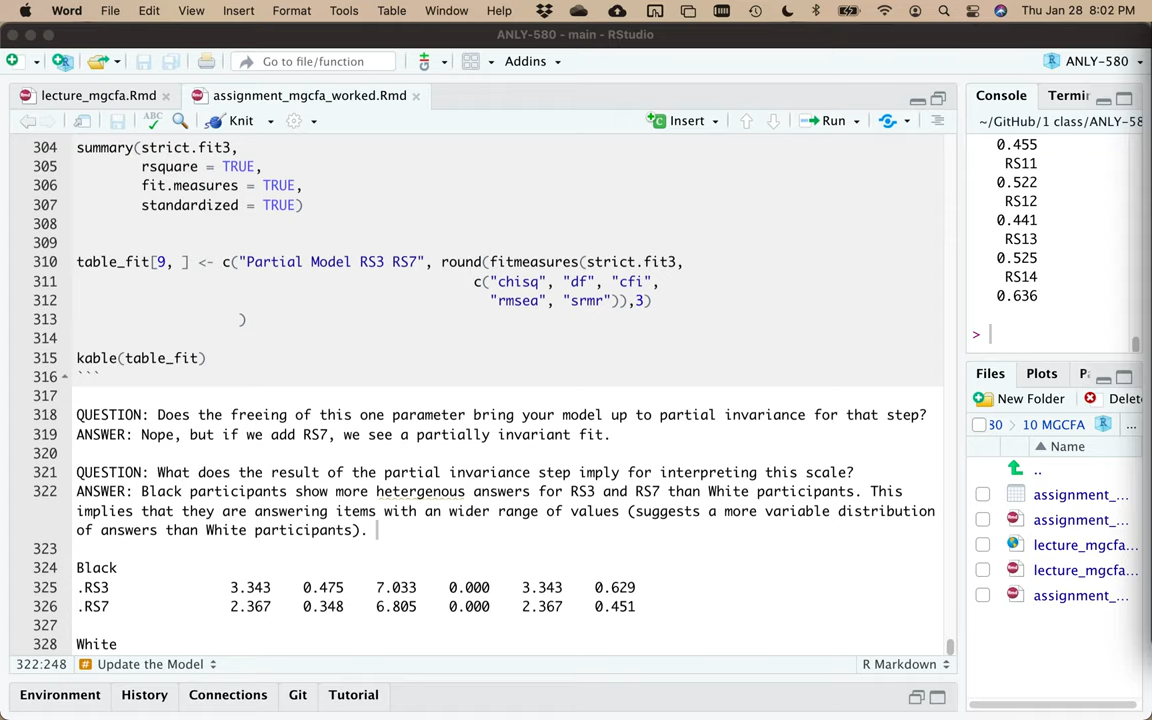 Word File Edit View Insert Format Tools Table Window Help Thu Jan 28 8:02 PM
ANLY-580 - main - RStudio
Go to file/function Addins ANLY-580
lecture_mgcfa.Rmd assignment_mgcfa_worked.Rmd
ABC Knit Insert Run
304 summary(strict.fit3,
305 rsquare = TRUE,
306 fit.measures = TRUE,
307 standardized = TRUE)
308
309
310 table_fit[9, ] <- c("Partial Model RS3 RS7", round(fitmeasures(strict.fit3,
311 c("chisq", "df", "cfi",
312 "rmsea", "srmr")),3)
313 )
314
315 kable(table_fit)
316 ```
317
318 QUESTION: Does the freeing of this one parameter bring your model up to partial invariance for that step?
319 ANSWER: Nope, but if we add RS7, we see a partially invariant fit.
320
321 QUESTION: What does the result of the partial invariance step imply for interpreting this scale?
322 ANSWER: Black participants show more hetergenous answers for RS3 and RS7 than White participants. This
implies that they are answering items with an wider range of values (suggests a more variable distribution
of answers than White participants).
323
324 Black
325 .RS3 3.343 0.475 7.033 0.000 3.343 0.629
326 .RS7 2.367 0.348 6.805 0.000 2.367 0.451
327
328 White
322:248 # Update the Model R Markdown
Environment History Connections Git Tutorial
Console Termir
~/GitHub/1 class/ANLY-58
0.455
RS11
0.522
RS12
0.441
RS13
0.525
RS14
0.636
>
Files Plots
New Folder Delet
80 10 MGCFA ...
Name
..
assignment_...
assignment_...
lecture_mgcfa...
lecture_mgcfa...
assignment_...